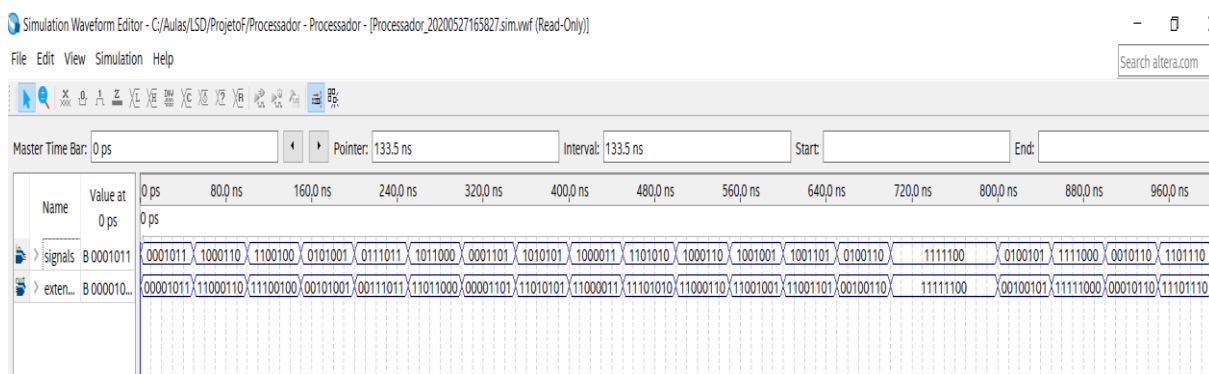 Simulation Waveform Editor - C:/Aulas/LSD/ProjetoF/Processador - Processador - [Processador_20200527165827.sim.vwf (Read-Only)]
File Edit View Simulation Help
Search altera.com
Master Time Bar: 0 ps Pointer: 133.5 ns Interval: 133.5 ns Start: End:
Name Value at 0 ps
0 ps 80.0 ns 160.0 ns 240.0 ns 320.0 ns 400.0 ns 480.0 ns 560.0 ns 640.0 ns 720.0 ns 800.0 ns 880.0 ns 960.0 ns
0 ps
signals B 0001011 0001011 1000110 1100100 0101001 0111011 1011000 0001101 1010101 1000011 1101010 1000110 1001001 1001101 0100110 1111100 0100101 1111000 0010110 1101110
exten... B 000010... 00001011 11000110 11100100 00101001 00111011 11011000 00001101 11010101 11000011 11101010 11000110 11001001 11001101 00100110 11111100 00100101 11111000 00010110 11101110